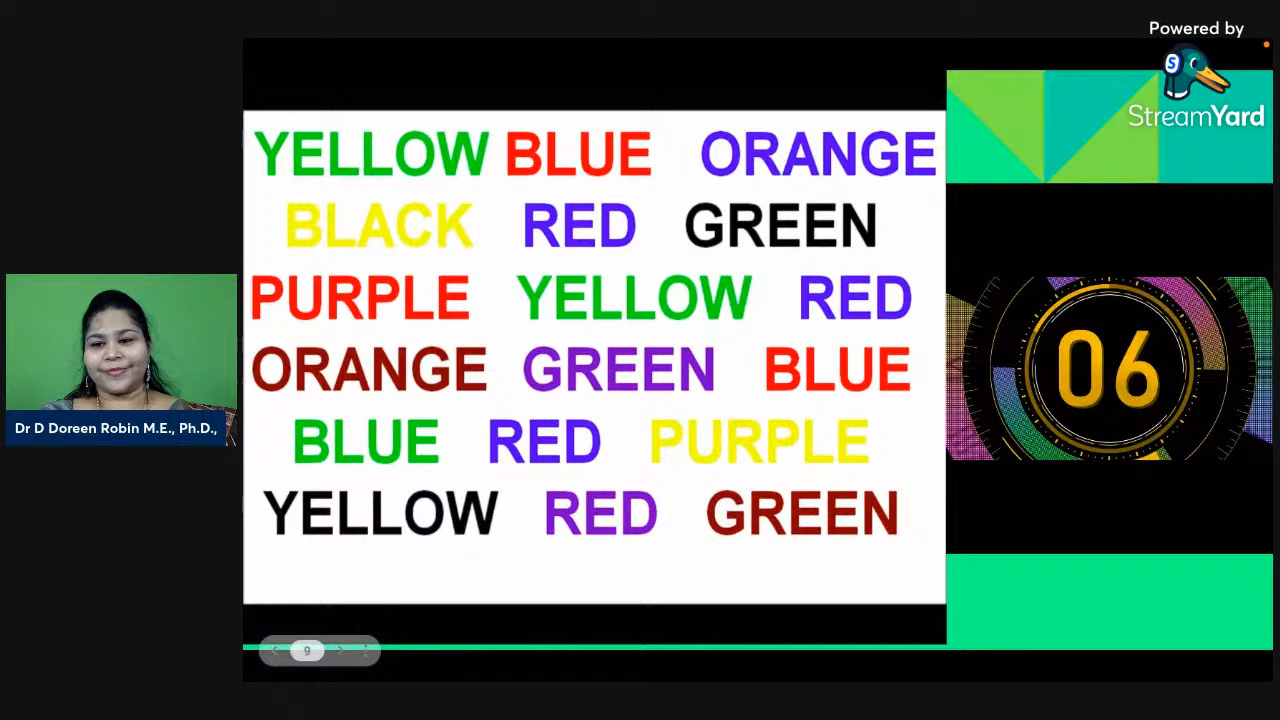 Powered by
StreamYard
YELLOW BLUE ORANGE
BLACK RED GREEN
PURPLE YELLOW RED
ORANGE GREEN BLUE
BLUE RED PURPLE
YELLOW RED GREEN
06
Dr D Doreen Robin M.E., Ph.D.,
9